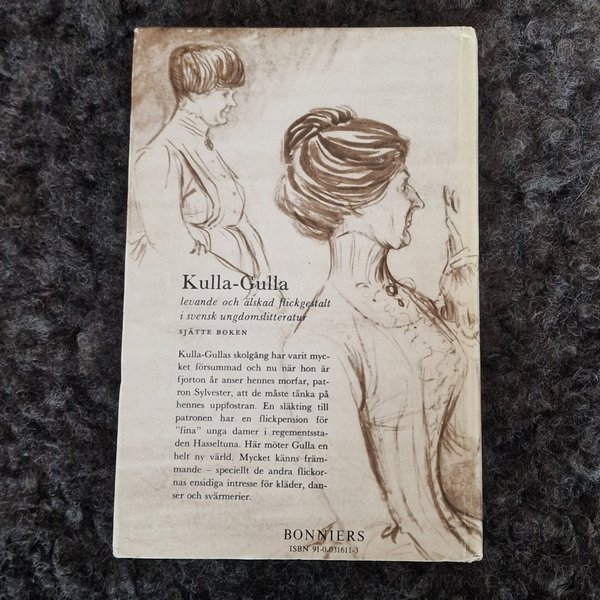 Kulla-Gulla
levande och älskad flickgestalt
i svensk ungdomslitteratur
SJÄTTE BOKEN
Kulla-Gullas skolgång har varit myc-
ket försummad och nu när hon är
fjorton år anser hennes morfar, pat-
ron Sylvester, att de måste tänka på
hennes uppfostran. En släkting till
patronen har en flickpension för
"fina" unga damer i regementssta-
den Hasseltuna. Här möter Gulla en
helt ny värld. Mycket känns främ-
mande – speciellt de andra flickor-
nas ensidiga intresse för kläder, dan-
ser och svärmerier.
BONNIERS
ISBN 91-0-031611-3